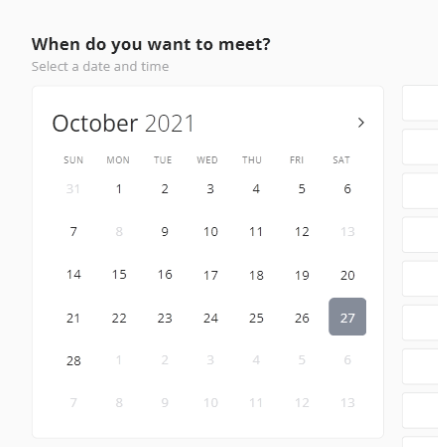 When do you want to meet?
Select a date and time
October 2021
SUN MON TUE WED THU FRI SAT
31 1 2 3 4 5 6
7 8 9 10 11 12 13
14 15 16 17 18 19 20
21 22 23 24 25 26 27
28 1 2 3 4 5 6
7 8 9 10 11 12 13